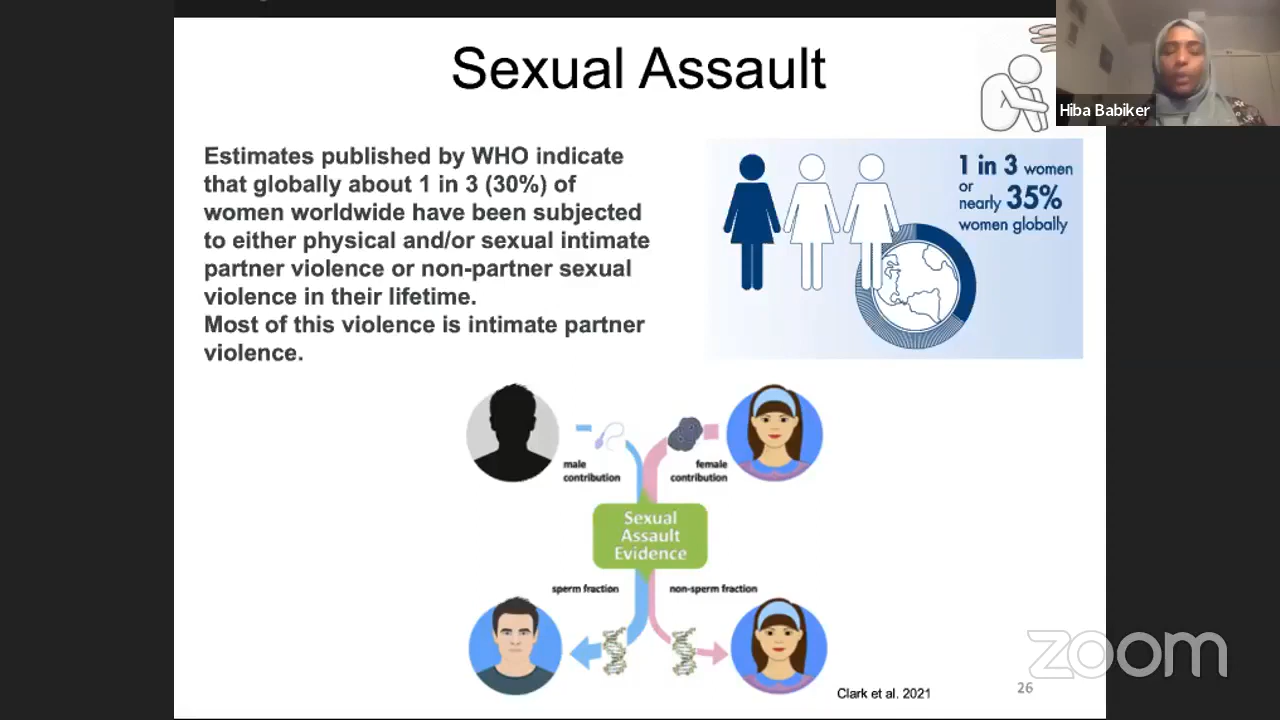 Sexual Assault
Hiba Babiker
Estimates published by WHO indicate
that globally about 1 in 3 (30%) of
women worldwide have been subjected
to either physical and/or sexual intimate
partner violence or non-partner sexual
violence in their lifetime.
Most of this violence is intimate partner
violence.
1 in 3 women
or
nearly 35%
women globally
male
contribution
female
contribution
Sexual
Assault
Evidence
sperm fraction
non-sperm fraction
Clark et al. 2021
26
zoom